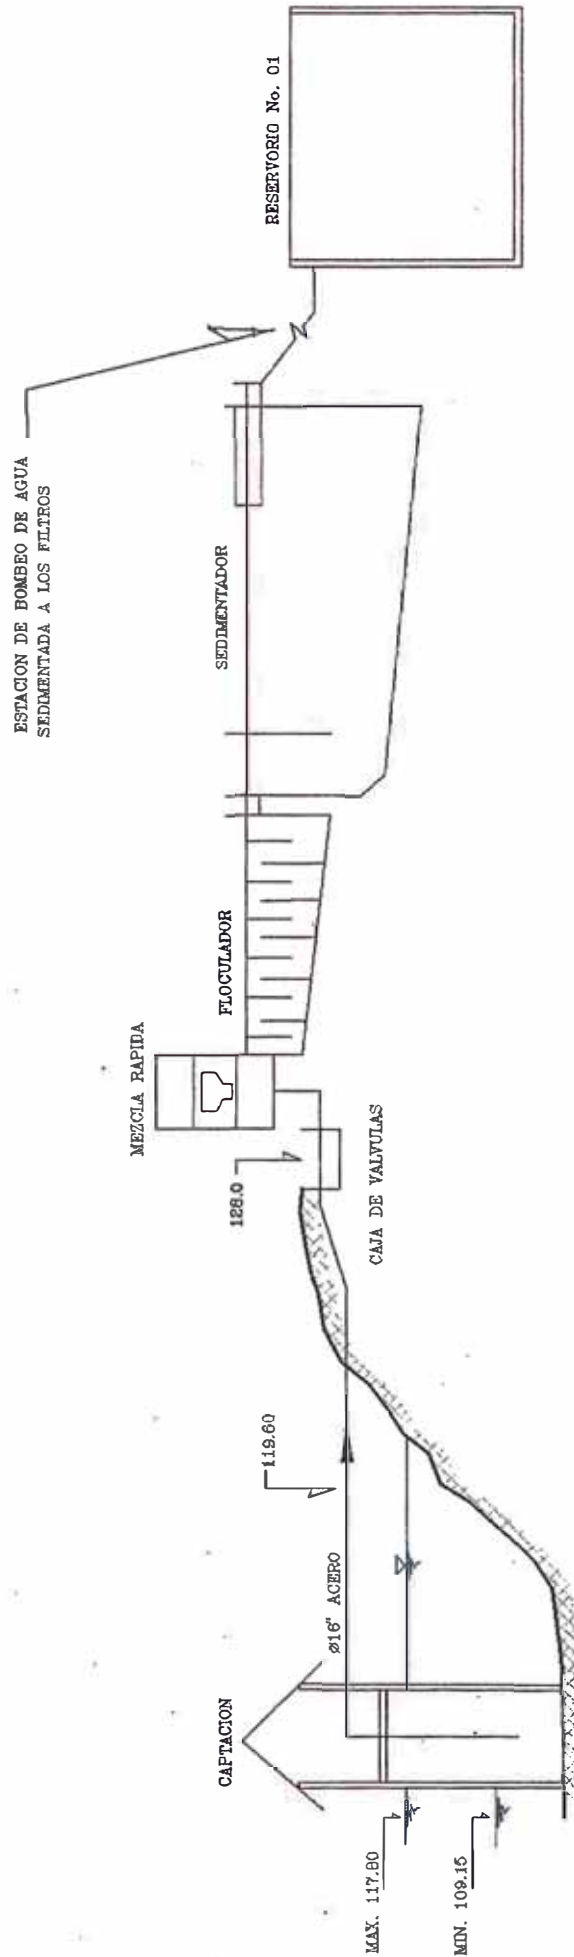 MAX. 117.80
MIN. 109.15
CAPTACION
ø16" ACERO
119.60
128.0
CAJA DE VALVULAS
MEZCLA RAPIDA
FLOCULADOR
SEDIMENTADOR
ESTACION DE BOMBEO DE AGUA
SEDIMENTADA A LOS FILTROS
RESERVORIO No. 01